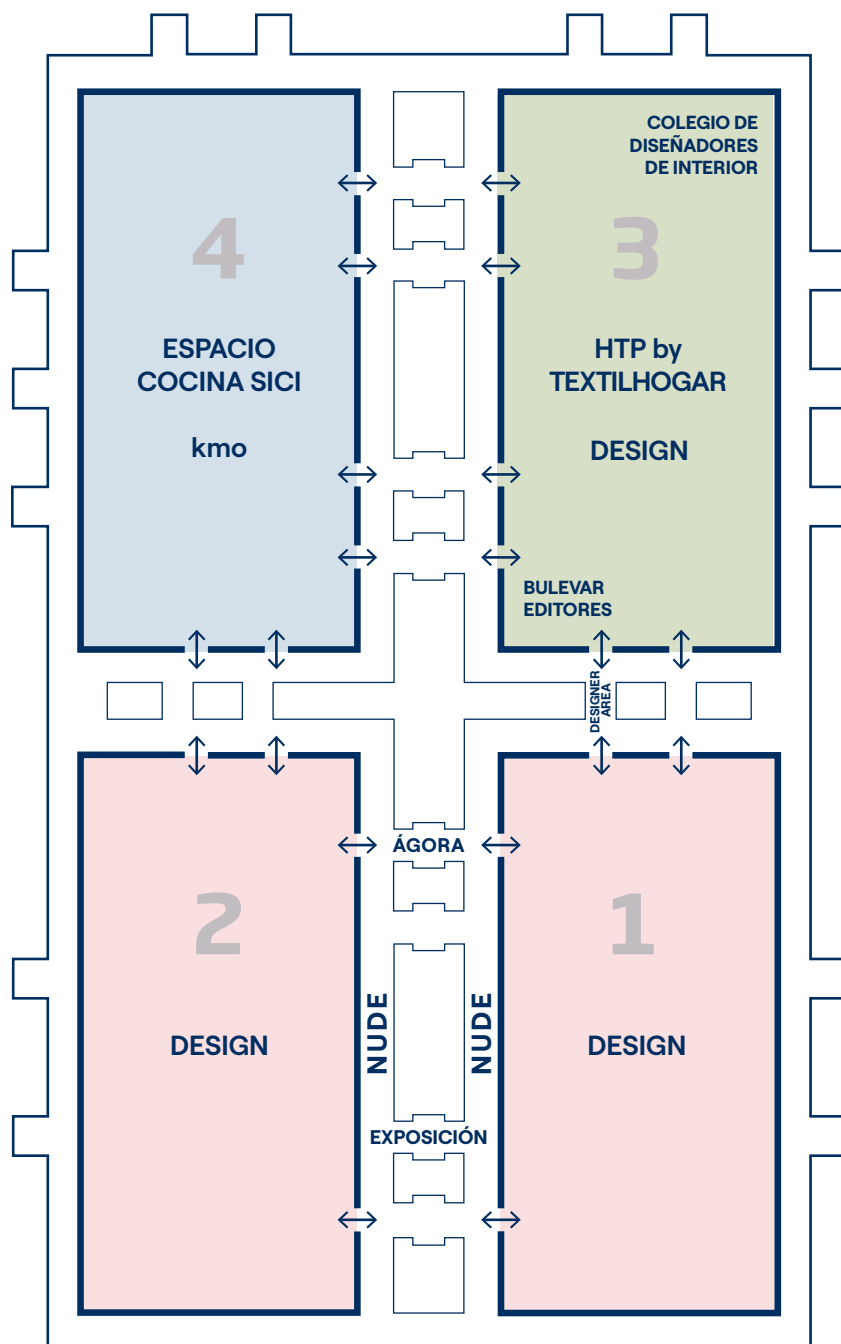 4
ESPACIO
COCINA SICI
kmo
COLEGIO DE
DISEÑADORES
DE INTERIOR
3
HTP by
TEXTILHOGAR
DESIGN
BULEVAR
EDITORES
DESIGNER
AREA
ÁGORA
2
DESIGN
NUDE
NUDE
EXPOSICIÓN
1
DESIGN